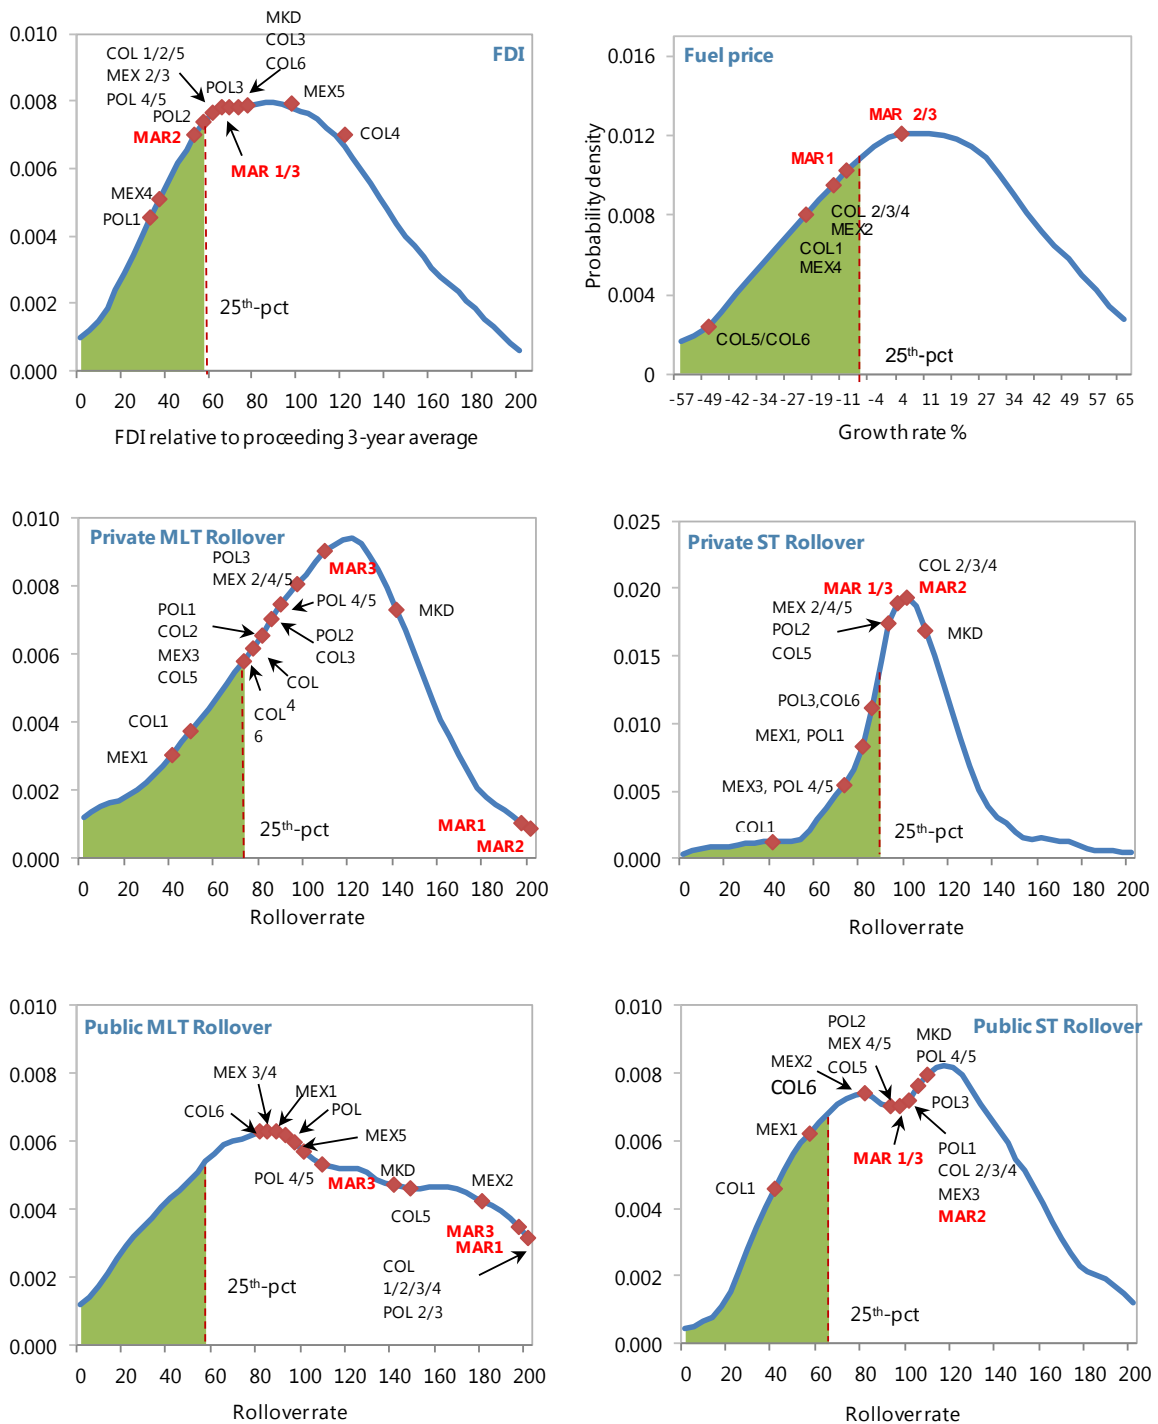 FDI
0.010
0.008
0.006
0.004
0.002
0.000
MKD
COL3
COL6
COL 1/2/5
MEX 2/3
POL 4/5
POL3
MEX5
POL2
MAR2
COL4
MAR 1/3
MEX4
POL1
25th-pct
0 20 40 60 80 100 120 140 160 180 200
FDI relative to proceeding 3-year average
Fuel price
Probability density
0.016
0.012
0.008
0.004
0
MAR 2/3
MAR1
COL 2/3/4
MEX2
COL1
MEX4
COL5/COL6
25th-pct
-57 -49 -42 -34 -27 -19 -11 -4 4 11 19 27 34 42 49 57 65
Growth rate %
Private MLT Rollover
0.010
0.008
0.006
0.004
0.002
0.000
POL3
MEX 2/4/5
MAR3
POL 4/5
MKD
POL1
COL2
MEX3
COL5
POL2
COL3
COL
4
COL
6
COL1
MEX1
MAR1
MAR2
25th-pct
0 20 40 60 80 100 120 140 160 180 200
Rollover rate
Private ST Rollover
0.025
0.020
0.015
0.010
0.005
0.000
COL 2/3/4
MAR 1/3
MAR2
MEX 2/4/5
POL2
COL5
MKD
POL3,COL6
MEX1, POL1
MEX3, POL 4/5
COL1
25th-pct
0 20 40 60 80 100 120 140 160 180 200
Rollover rate
Public MLT Rollover
0.010
0.008
0.006
0.004
0.002
0.000
MEX 3/4
MEX1
COL6
POL
MEX5
POL 4/5
MAR3
MKD
MEX2
COL5
MAR3
MAR1
COL
1/2/3/4
POL 2/3
25th-pct
0 20 40 60 80 100 120 140 160 180 200
Rollover rate
Public ST Rollover
0.010
0.008
0.006
0.004
0.002
0.000
POL2
MEX 4/5
COL5
MKD
POL 4/5
MEX2
COL6
POL3
MEX1
MAR 1/3
POL1
COL 2/3/4
MEX3
MAR2
COL1
25th-pct
0 20 40 60 80 100 120 140 160 180 200
Rollover rate